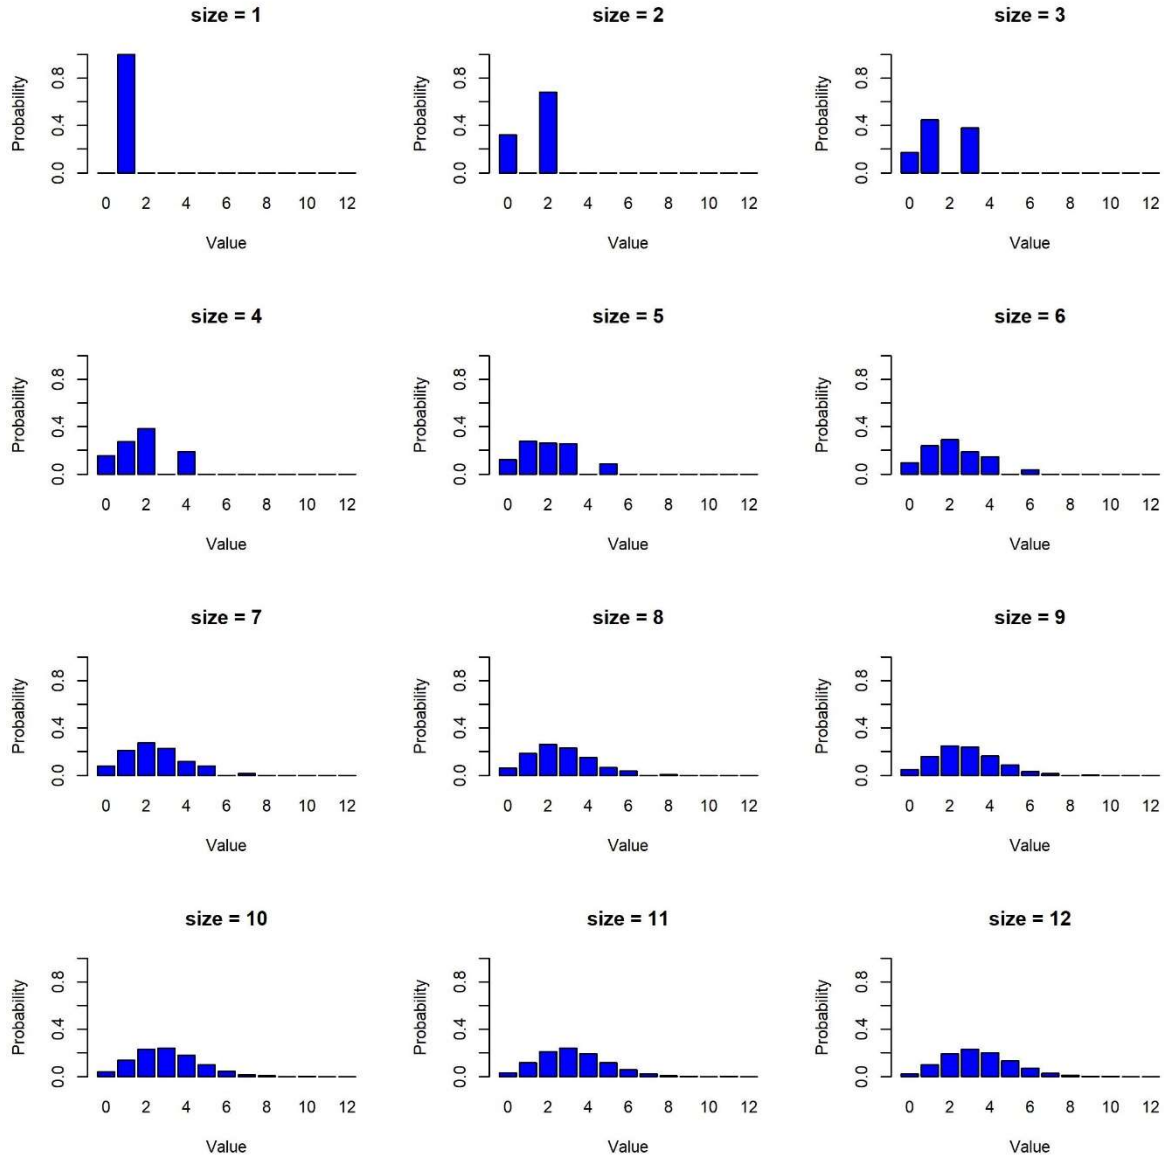 size = 1
size = 2
size = 3
Probability
0.0 0.4 0.8
Probability
0.0 0.4 0.8
Probability
0.0 0.4 0.8
0 2 4 6 8 10 12
0 2 4 6 8 10 12
0 2 4 6 8 10 12
Value
Value
Value
size = 4
size = 5
size = 6
Probability
0.0 0.4 0.8
Probability
0.0 0.4 0.8
Probability
0.0 0.4 0.8
0 2 4 6 8 10 12
0 2 4 6 8 10 12
0 2 4 6 8 10 12
Value
Value
Value
size = 7
size = 8
size = 9
Probability
0.0 0.4 0.8
Probability
0.0 0.4 0.8
Probability
0.0 0.4 0.8
0 2 4 6 8 10 12
0 2 4 6 8 10 12
0 2 4 6 8 10 12
Value
Value
Value
size = 10
size = 11
size = 12
Probability
0.0 0.4 0.8
Probability
0.0 0.4 0.8
Probability
0.0 0.4 0.8
0 2 4 6 8 10 12
0 2 4 6 8 10 12
0 2 4 6 8 10 12
Value
Value
Value